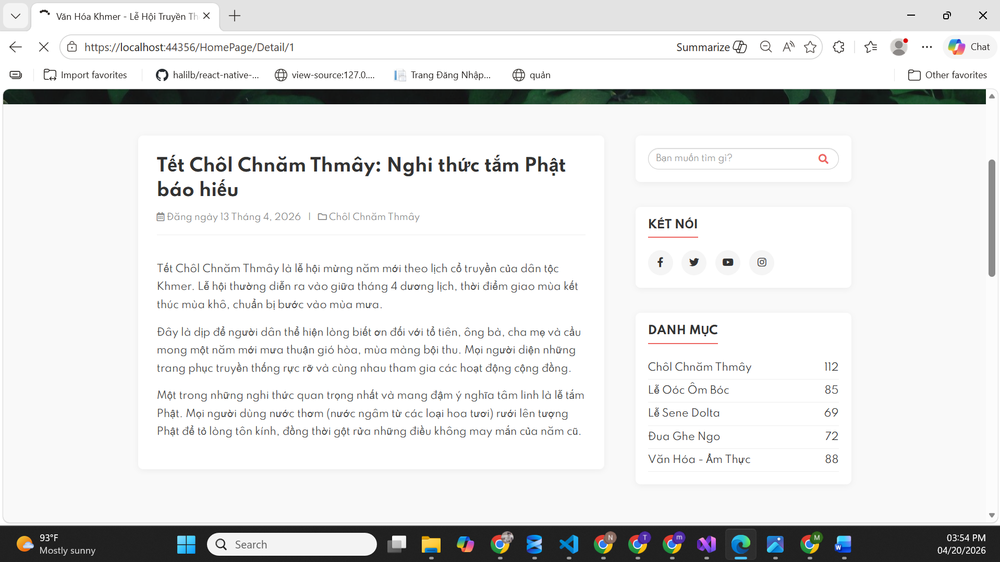 Văn Hóa Khmer - Lễ Hội Truyền Th
https://localhost:44356/HomePage/Detail/1
Summarize
Chat
Import favorites
halilb/react-native-...
view-source:127.0....
Trang Đăng Nhập...
quản
Other favorites
Tết Chôl Chnăm Thmây: Nghi thức tắm Phật
báo hiếu
Đăng ngày 13 Tháng 4, 2026 | Chôl Chnăm Thmây
Tết Chôl Chnăm Thmây là lễ hội mừng năm mới theo lịch cổ truyền của dân tộc
Khmer. Lễ hội thường diễn ra vào giữa tháng 4 dương lịch, thời điểm giao mùa kết
thúc mùa khô, chuẩn bị bước vào mùa mưa.
Đây là dịp để người dân thể hiện lòng biết ơn đối với tổ tiên, ông bà, cha mẹ và cầu
mong một năm mới mưa thuận gió hòa, mùa màng bội thu. Mọi người diện những
trang phục truyền thống rực rỡ và cùng nhau tham gia các hoạt động cộng đồng.
Một trong những nghi thức quan trọng nhất và mang đậm ý nghĩa tâm linh là lễ tắm
Phật. Mọi người dùng nước thơm (nước ngâm từ các loại hoa tươi) rưới lên tượng
Phật để tỏ lòng tôn kính, đồng thời gột rửa những điều không may mắn của năm cũ.
Bạn muốn tìm gì?
KẾT NỐI
DANH MỤC
Chôl Chnăm Thmây 112
Lễ Oóc Ôm Bóc 85
Lễ Sene Dolta 69
Đua Ghe Ngo 72
Văn Hóa - Ẩm Thực 88
93°F
Mostly sunny
Search
N
T
m
M
03:54 PM
04/20/2026